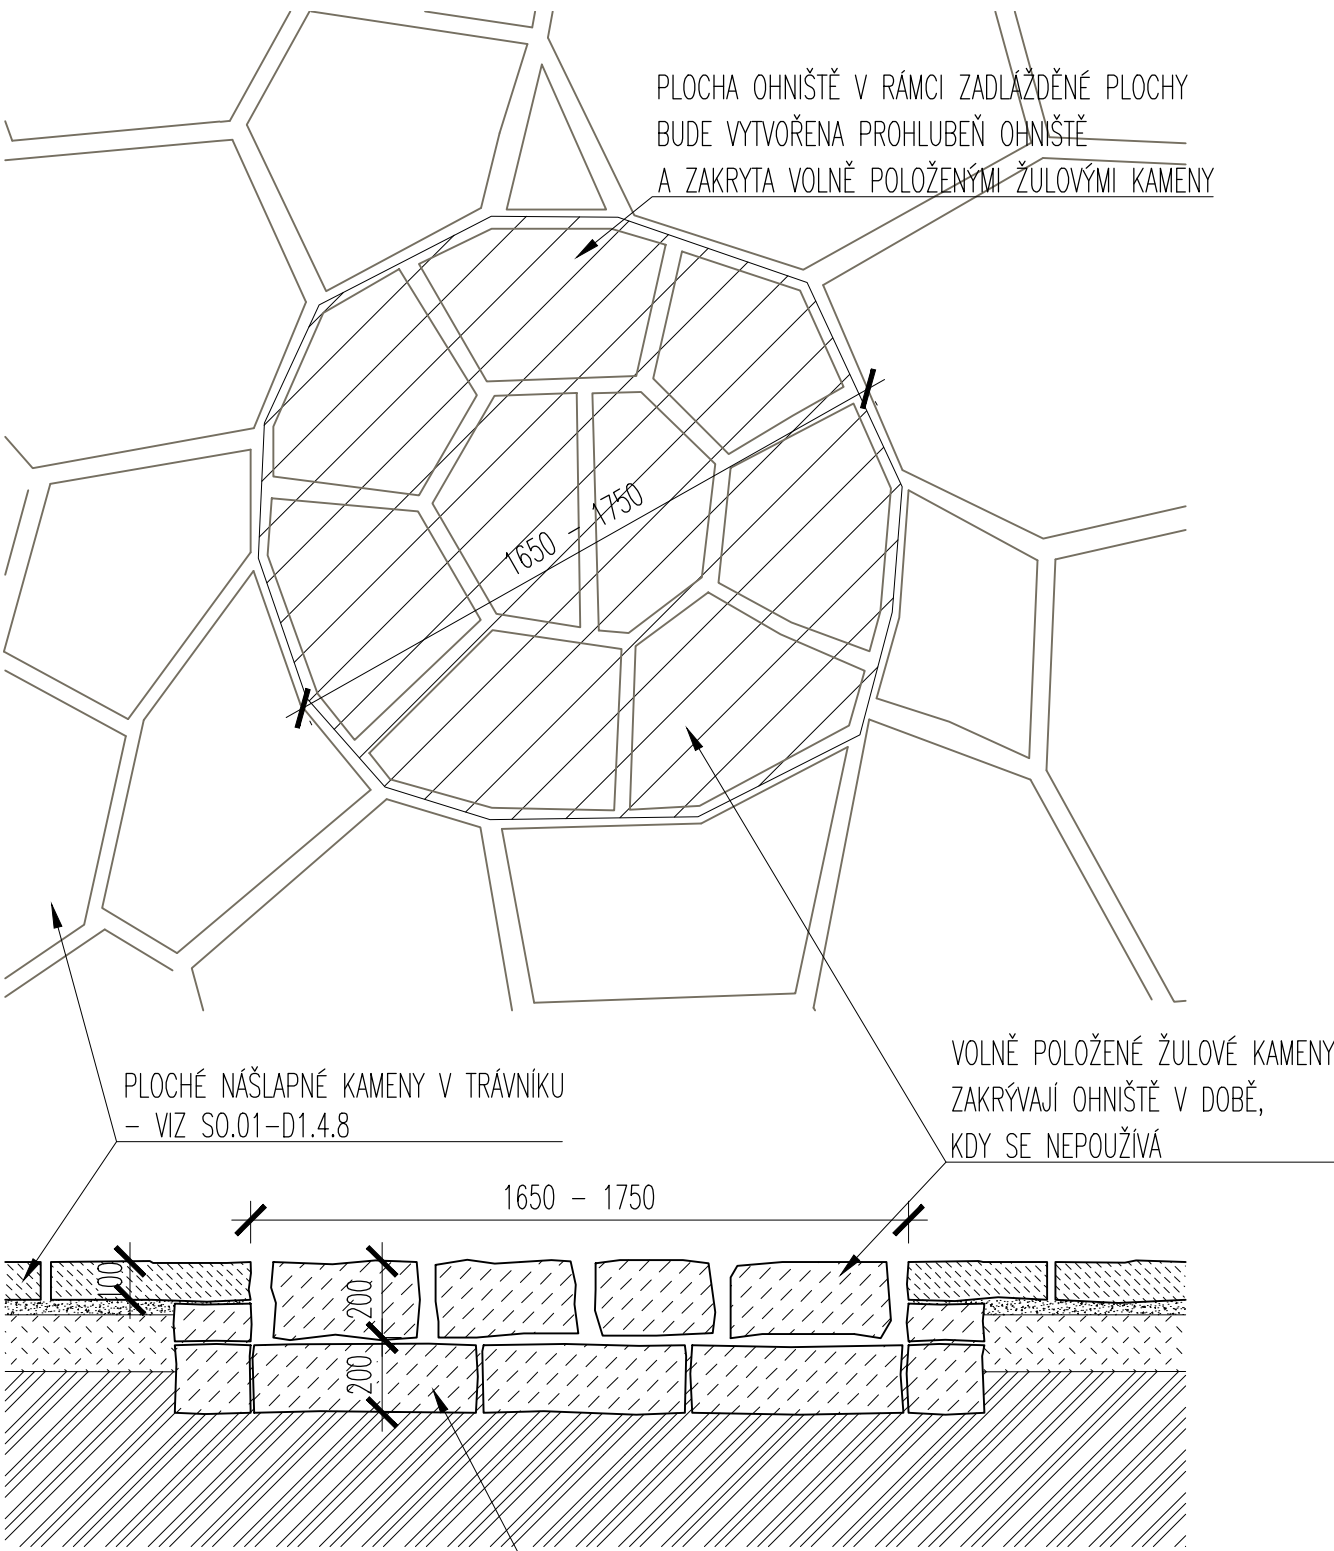 PLOCHA OHNIŠTĚ V RÁMCI ZADLÁŽDĚNÉ PLOCHY
BUDE VYTVOŘENA PROHLUBEŇ OHNIŠTĚ
A ZAKRYTA VOLNĚ POLOŽENÝMI ŽULOVÝMI KAMENY
1650 - 1750
VOLNĚ POLOŽENÉ ŽULOVÉ KAMENY
ZAKRÝVAJÍ OHNIŠTĚ V DOBĚ,
KDY SE NEPOUŽÍVÁ
PLOCHÉ NÁŠLAPNÉ KAMENY V TRÁVNÍKU
- VIZ SO.01-D1.4.8
1650 - 1750
100
200
200